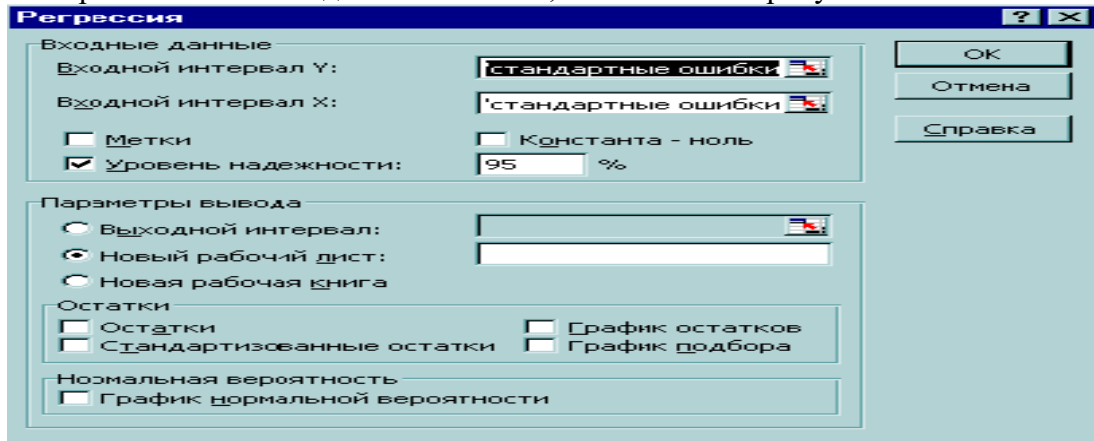 Регрессия
Входные данные
Входной интервал Y: 'стандартные ошибки
Входной интервал X: 'стандартные ошибки
Метки Константа - ноль
Уровень надежности: 95 %
OK
Отмена
Справка
Параметры вывода
Выходной интервал:
Новый рабочий лист:
Новая рабочая книга
Остатки
Остатки График остатков
Стандартизованные остатки График подбора
Нормальная вероятность
График нормальной вероятности